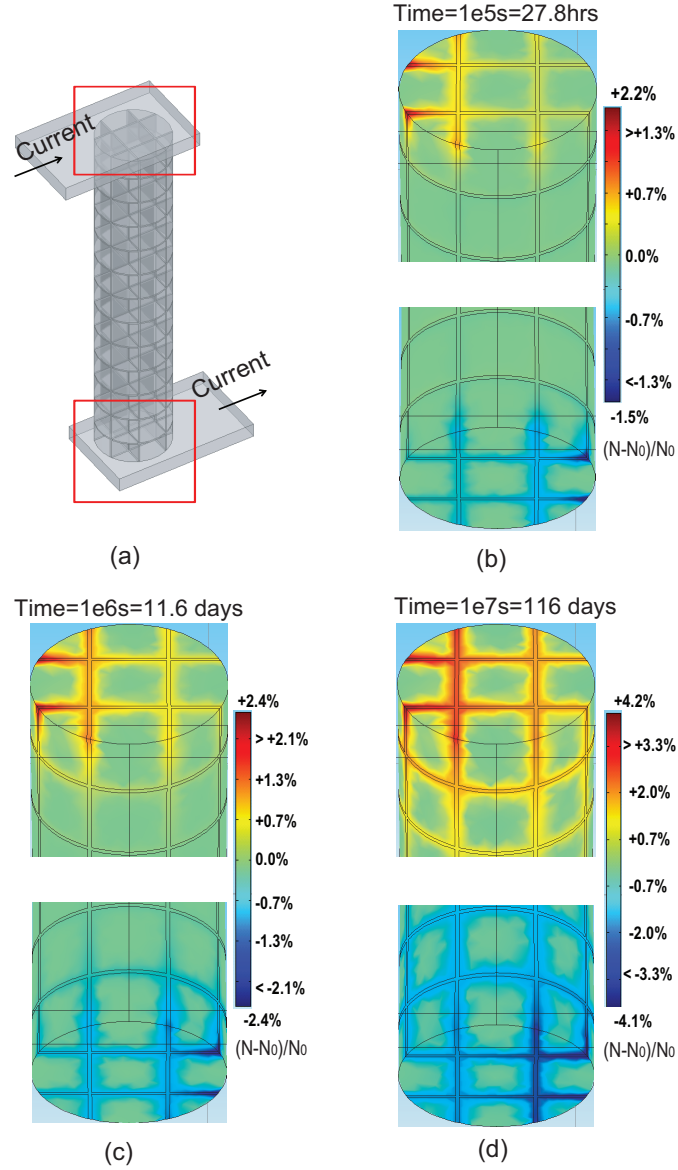 Current
Current
(a)
Time=1e5s=27.8hrs
+2.2%
>+1.3%
+0.7%
0.0%
-0.7%
<-1.3%
-1.5%
(N-N0)/N0
(b)
Time=1e6s=11.6 days
+2.4%
> +2.1%
+1.3%
+0.7%
0.0%
-0.7%
-1.3%
< -2.1%
-2.4%
(N-N0)/N0
(c)
Time=1e7s=116 days
+4.2%
> +3.3%
+2.0%
+0.7%
-0.7%
-2.0%
< -3.3%
-4.1%
(N-N0)/N0
(d)